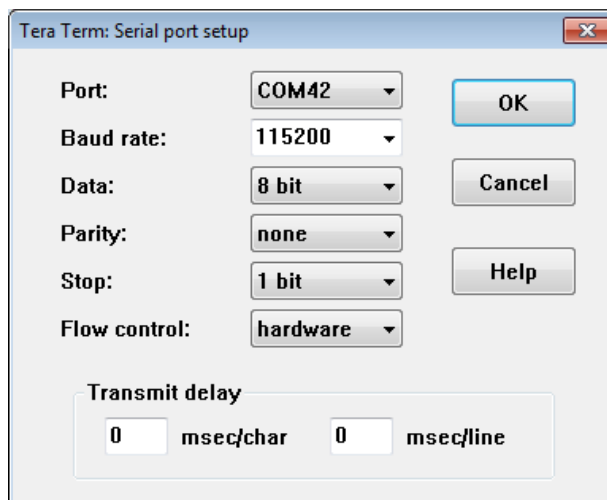 Tera Term: Serial port setup
Port: COM42
OK
Baud rate: 115200
Data: 8 bit
Cancel
Parity: none
Stop: 1 bit
Help
Flow control: hardware
Transmit delay
0 msec/char 0 msec/line